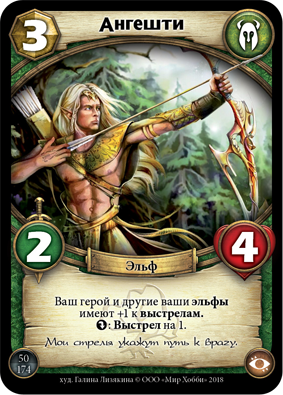 3
Ангешти
2
4
Эльф
Ваш герой и другие ваши эльфы
имеют +1 к выстрелам.
: Выстрел на 1.
Мои стрелы укажут путь к врагу.
50
174
худ. Галина Лизякина © ООО «Мир Хобби» 2018